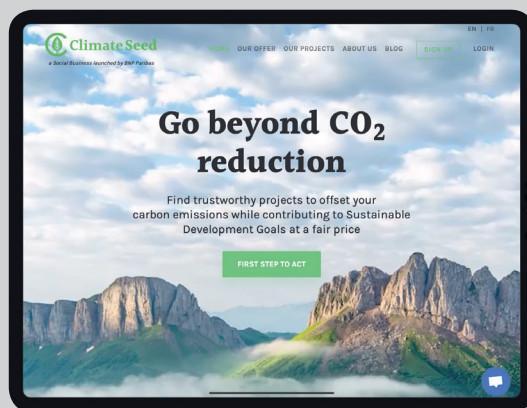 EN | FR
ClimateSeed
a Social Business launched by BNP Paribas
HOME OUR OFFER OUR PROJECTS ABOUT US BLOG SIGN UP LOGIN
Go beyond CO₂
reduction
Find trustworthy projects to offset your
carbon emissions while contributing to Sustainable
Development Goals at a fair price
FIRST STEP TO ACT